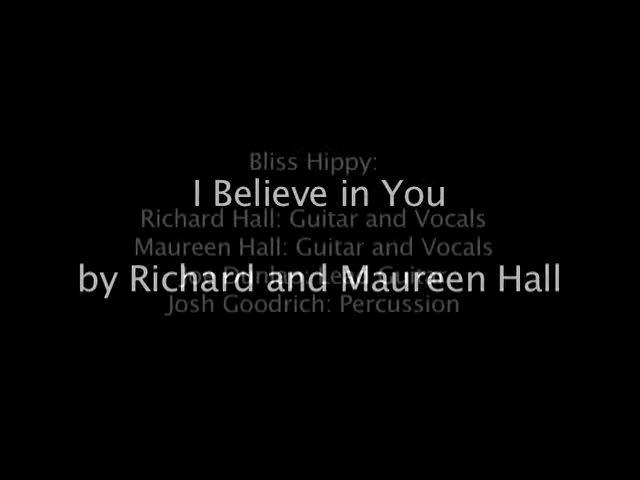 Bliss Hippy:
I Believe in You
Richard Hall: Guitar and Vocals
Maureen Hall: Guitar and Vocals
by Richard and Maureen Hall
Josh Goodrich: Percussion